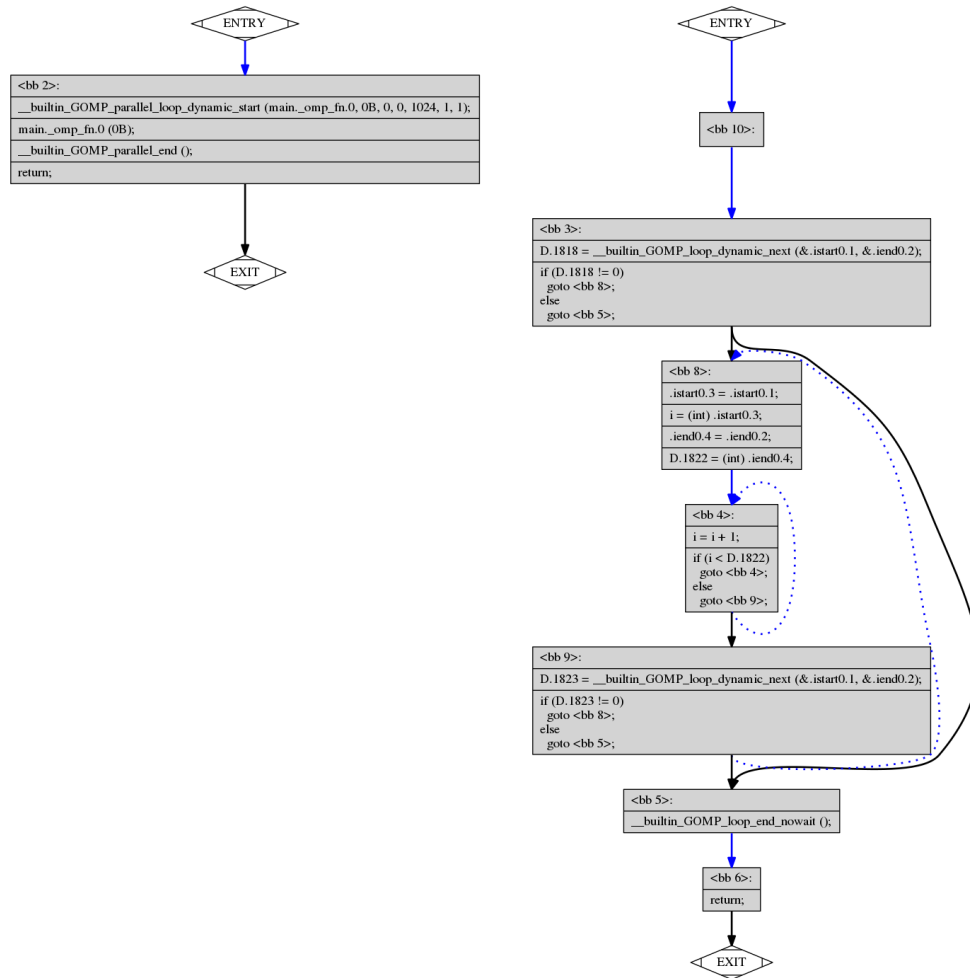 ENTRY
<bb 2>:
__builtin_GOMP_parallel_loop_dynamic_start (main._omp_fn.0, 0B, 0, 0, 1024, 1, 1);
main._omp_fn.0 (0B);
__builtin_GOMP_parallel_end ();
return;
EXIT
ENTRY
<bb 10>:
<bb 3>:
D.1818 = __builtin_GOMP_loop_dynamic_next (&.istart0.1, &.iend0.2);
if (D.1818 != 0)
goto <bb 8>;
else
goto <bb 5>;
<bb 8>:
.istart0.3 = .istart0.1;
i = (int) .istart0.3;
.iend0.4 = .iend0.2;
D.1822 = (int) .iend0.4;
<bb 4>:
i = i + 1;
if (i < D.1822)
goto <bb 4>;
else
goto <bb 9>;
<bb 9>:
D.1823 = __builtin_GOMP_loop_dynamic_next (&.istart0.1, &.iend0.2);
if (D.1823 != 0)
goto <bb 8>;
else
goto <bb 5>;
<bb 5>:
__builtin_GOMP_loop_end_nowait ();
<bb 6>:
return;
EXIT